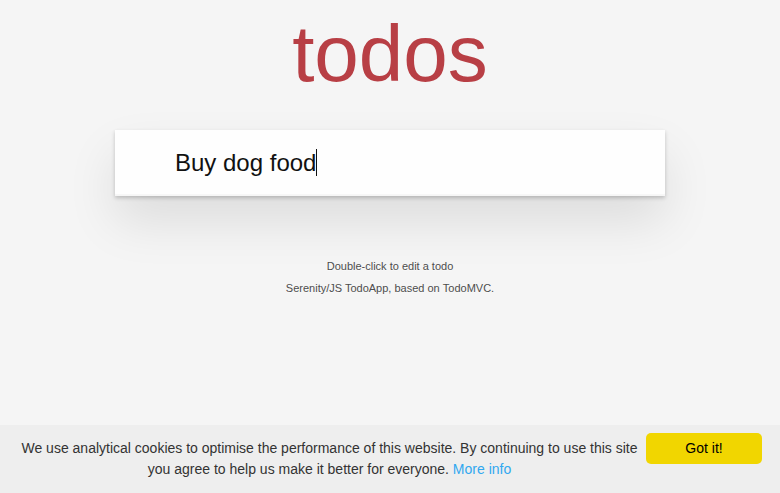 todos
Buy dog food
Double-click to edit a todo
Serenity/JS TodoApp, based on TodoMVC.
We use analytical cookies to optimise the performance of this website. By continuing to use this site
you agree to help us make it better for everyone. More info
Got it!